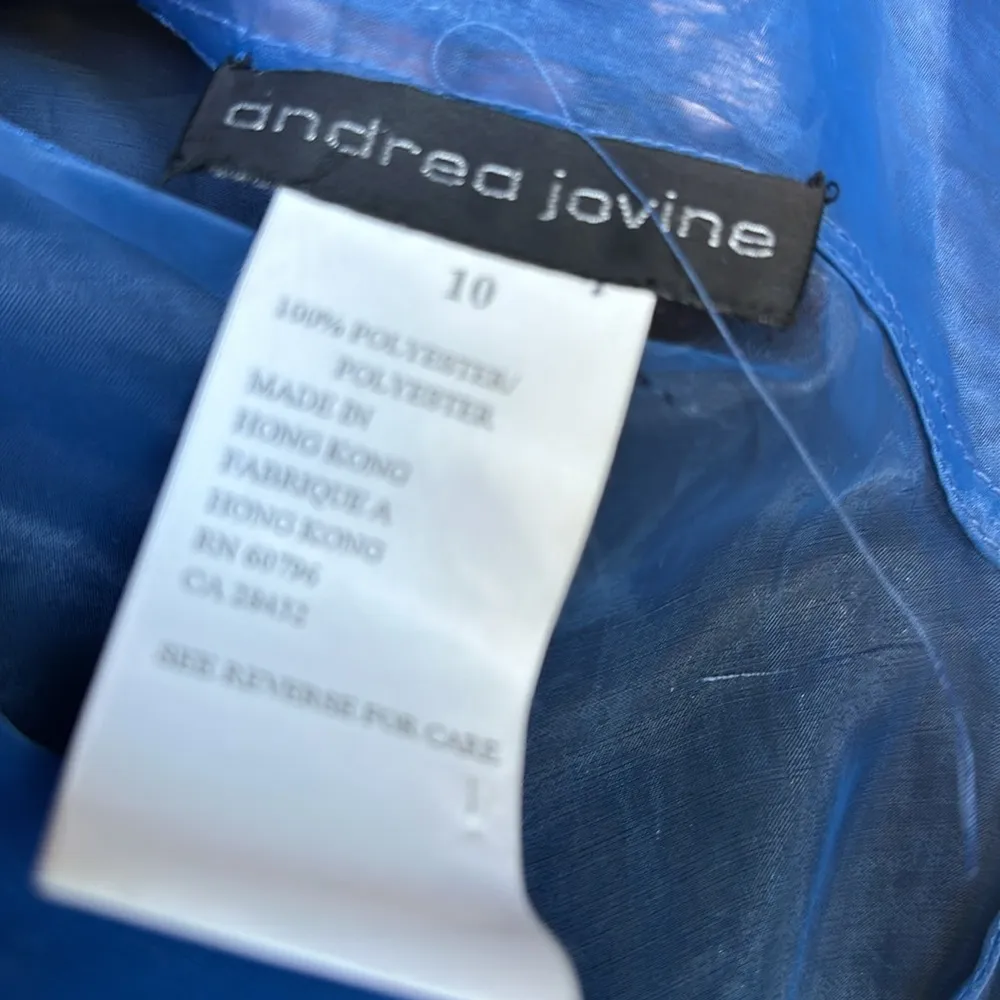 andrea jovine
10
100% POLYESTER/
POLYESTER
MADE IN
HONG KONG
FABRIQUE A
HONG KONG
RN 60796
CA 28432
SEE REVERSE FOR CARE
1